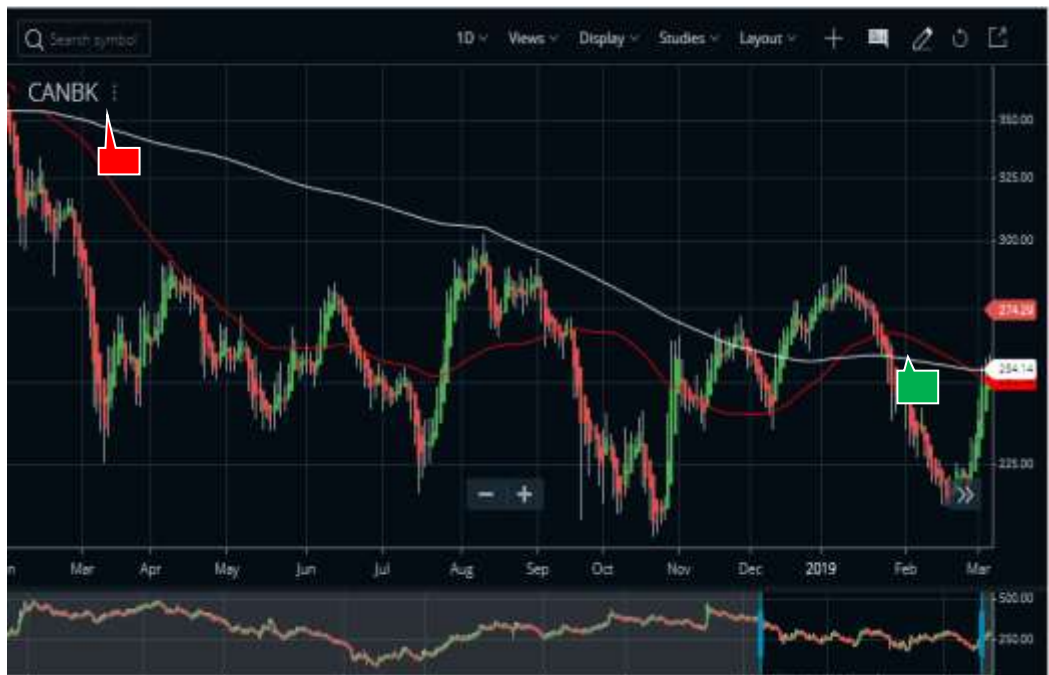 Search symbol 1D Views Display Studies Layout
CANBK
350.00
325.00
300.00
274.29
254.14
225.00
Mar Apr May Jun Jul Aug Sep Oct Nov Dec 2019 Feb Mar
500.00
250.00